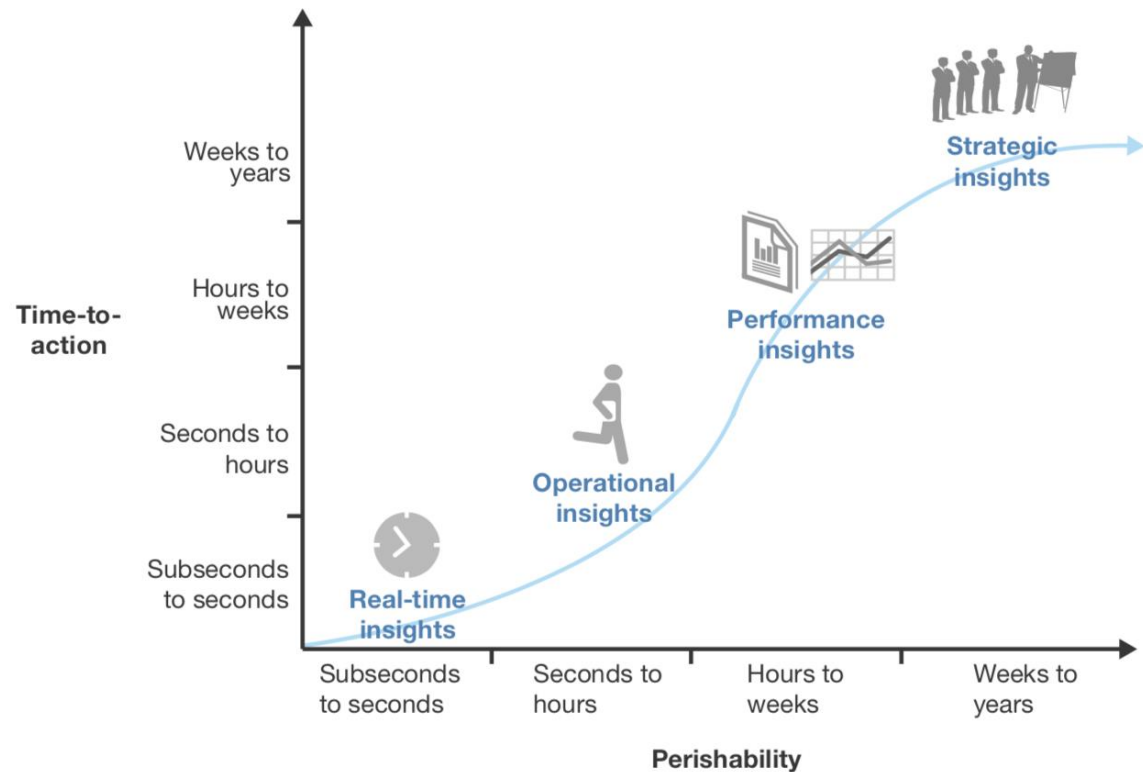 Weeks to
years
Hours to
weeks
Time-to-
action
Seconds to
hours
Subseconds
to seconds
Strategic
insights
Performance
insights
Operational
insights
Real-time
insights
Subseconds
to seconds
Seconds to
hours
Hours to
weeks
Weeks to
years
Perishability